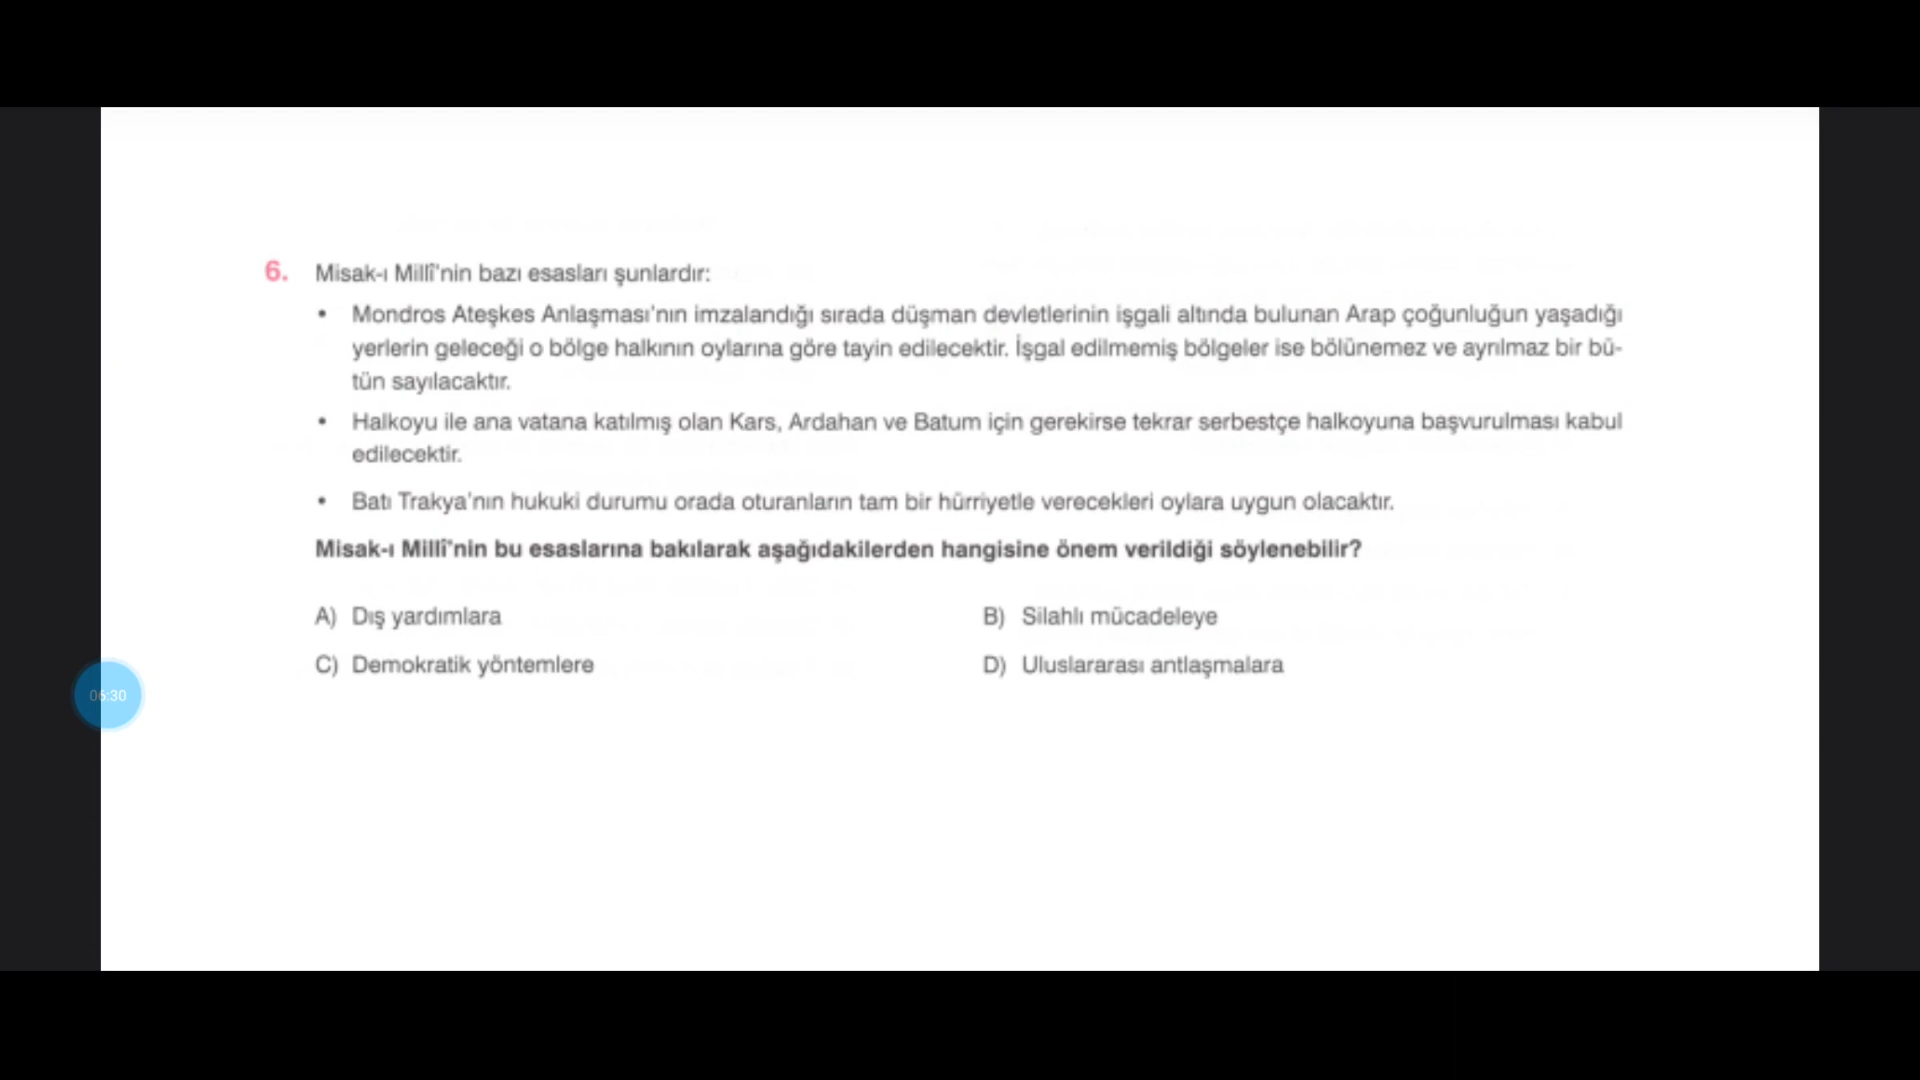 6. Misak-ı Millî'nin bazı esasları şunlardır:
• Mondros Ateşkes Anlaşması'nın imzalandığı sırada düşman devletlerinin işgali altında bulunan Arap çoğunluğun yaşadığı
yerlerin geleceği o bölge halkının oylarına göre tayin edilecektir. İşgal edilmemiş bölgeler ise bölünemez ve ayrılmaz bir bü-
tün sayılacaktır.
• Halkoyu ile ana vatana katılmış olan Kars, Ardahan ve Batum için gerekirse tekrar serbestçe halkoyuna başvurulması kabul
edilecektir.
• Batı Trakya'nın hukuki durumu orada oturanların tam bir hürriyetle verecekleri oylara uygun olacaktır.
Misak-ı Millî'nin bu esaslarına bakılarak aşağıdakilerden hangisine önem verildiği söylenebilir?
A) Dış yardımlara
B) Silahlı mücadeleye
C) Demokratik yöntemlere
D) Uluslararası antlaşmalara
06:30